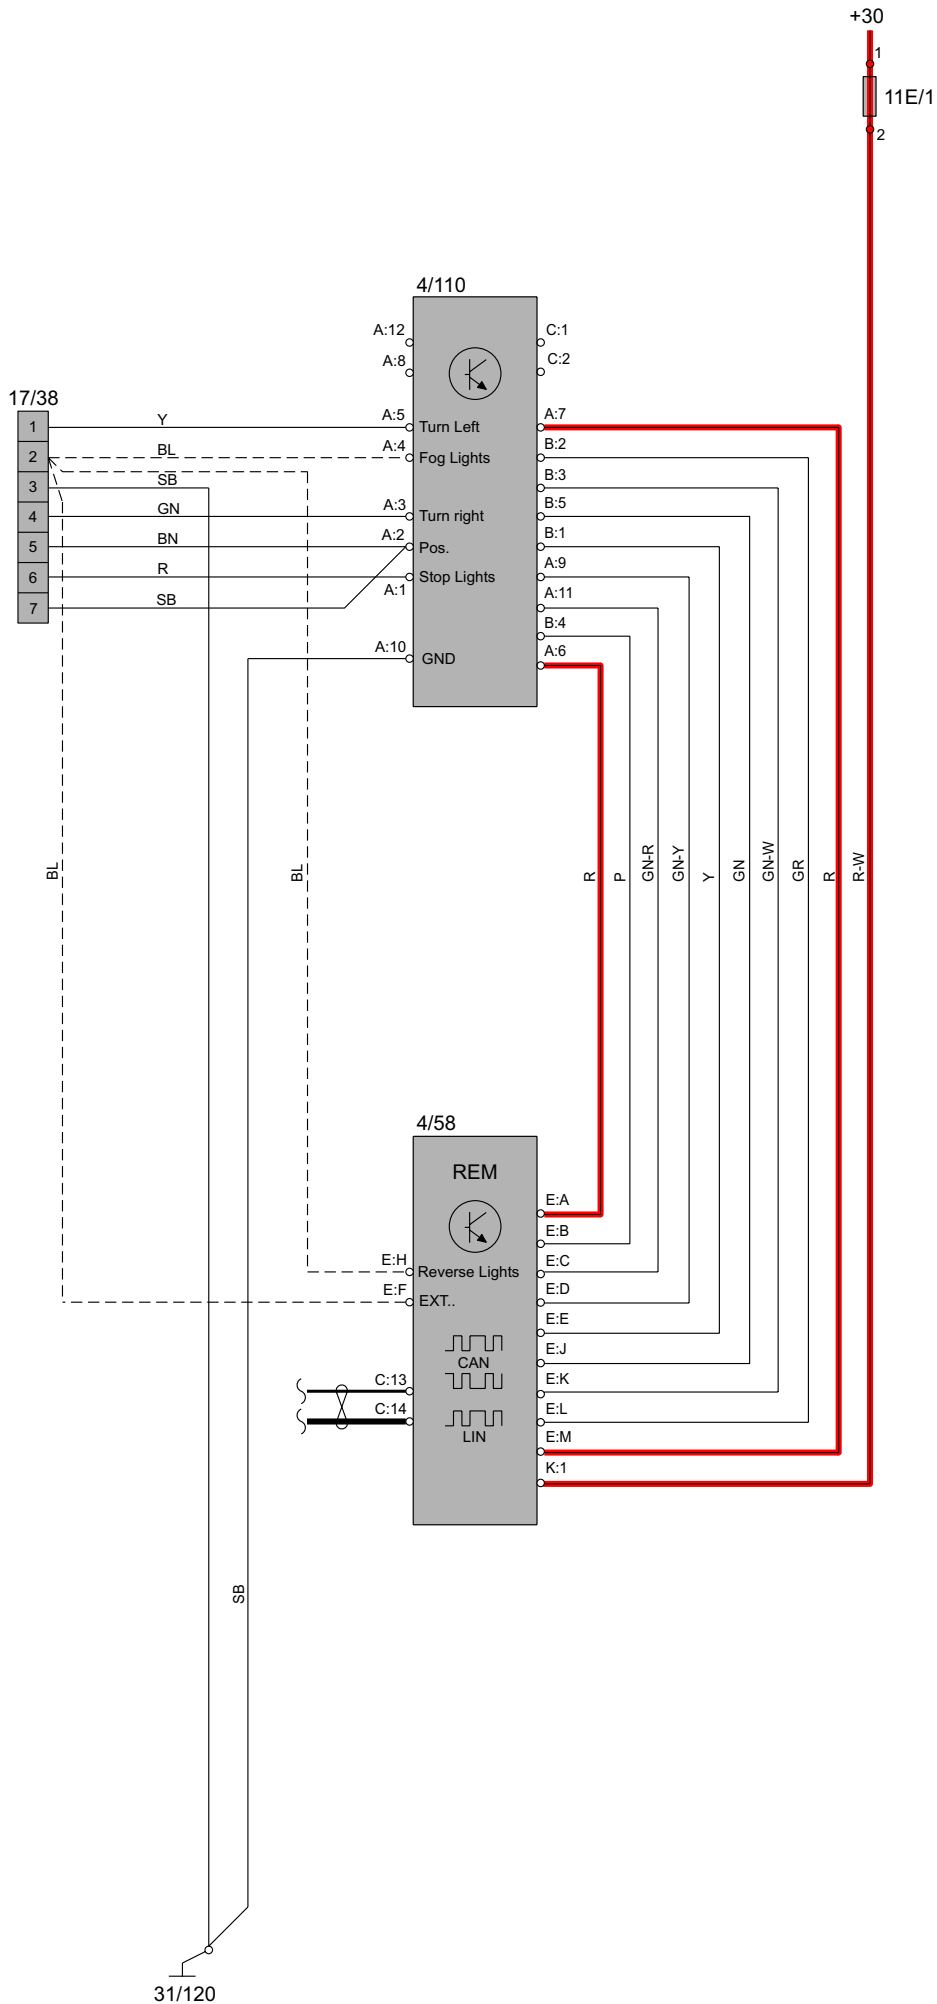 +30
1
11E/1
2
4/110
A:12
C:1
A:8
C:2
17/38
1
Y
A:5
Turn Left
A:7
2
BL
A:4
Fog Lights
B:2
3
SB
B:3
4
GN
A:3
Turn right
B:5
5
BN
A:2
Pos.
B:1
6
R
A:1
Stop Lights
A:9
7
SB
A:11
B:4
A:10
GND
A:6
BL
BL
R
P
GN-R
GN-Y
Y
GN
GN-W
GR
R
R-W
4/58
REM
E:A
E:B
E:H
Reverse Lights
E:C
E:F
EXT..
E:D
E:E
CAN
E:J
C:13
E:K
C:14
E:L
LIN
E:M
K:1
SB
31/120